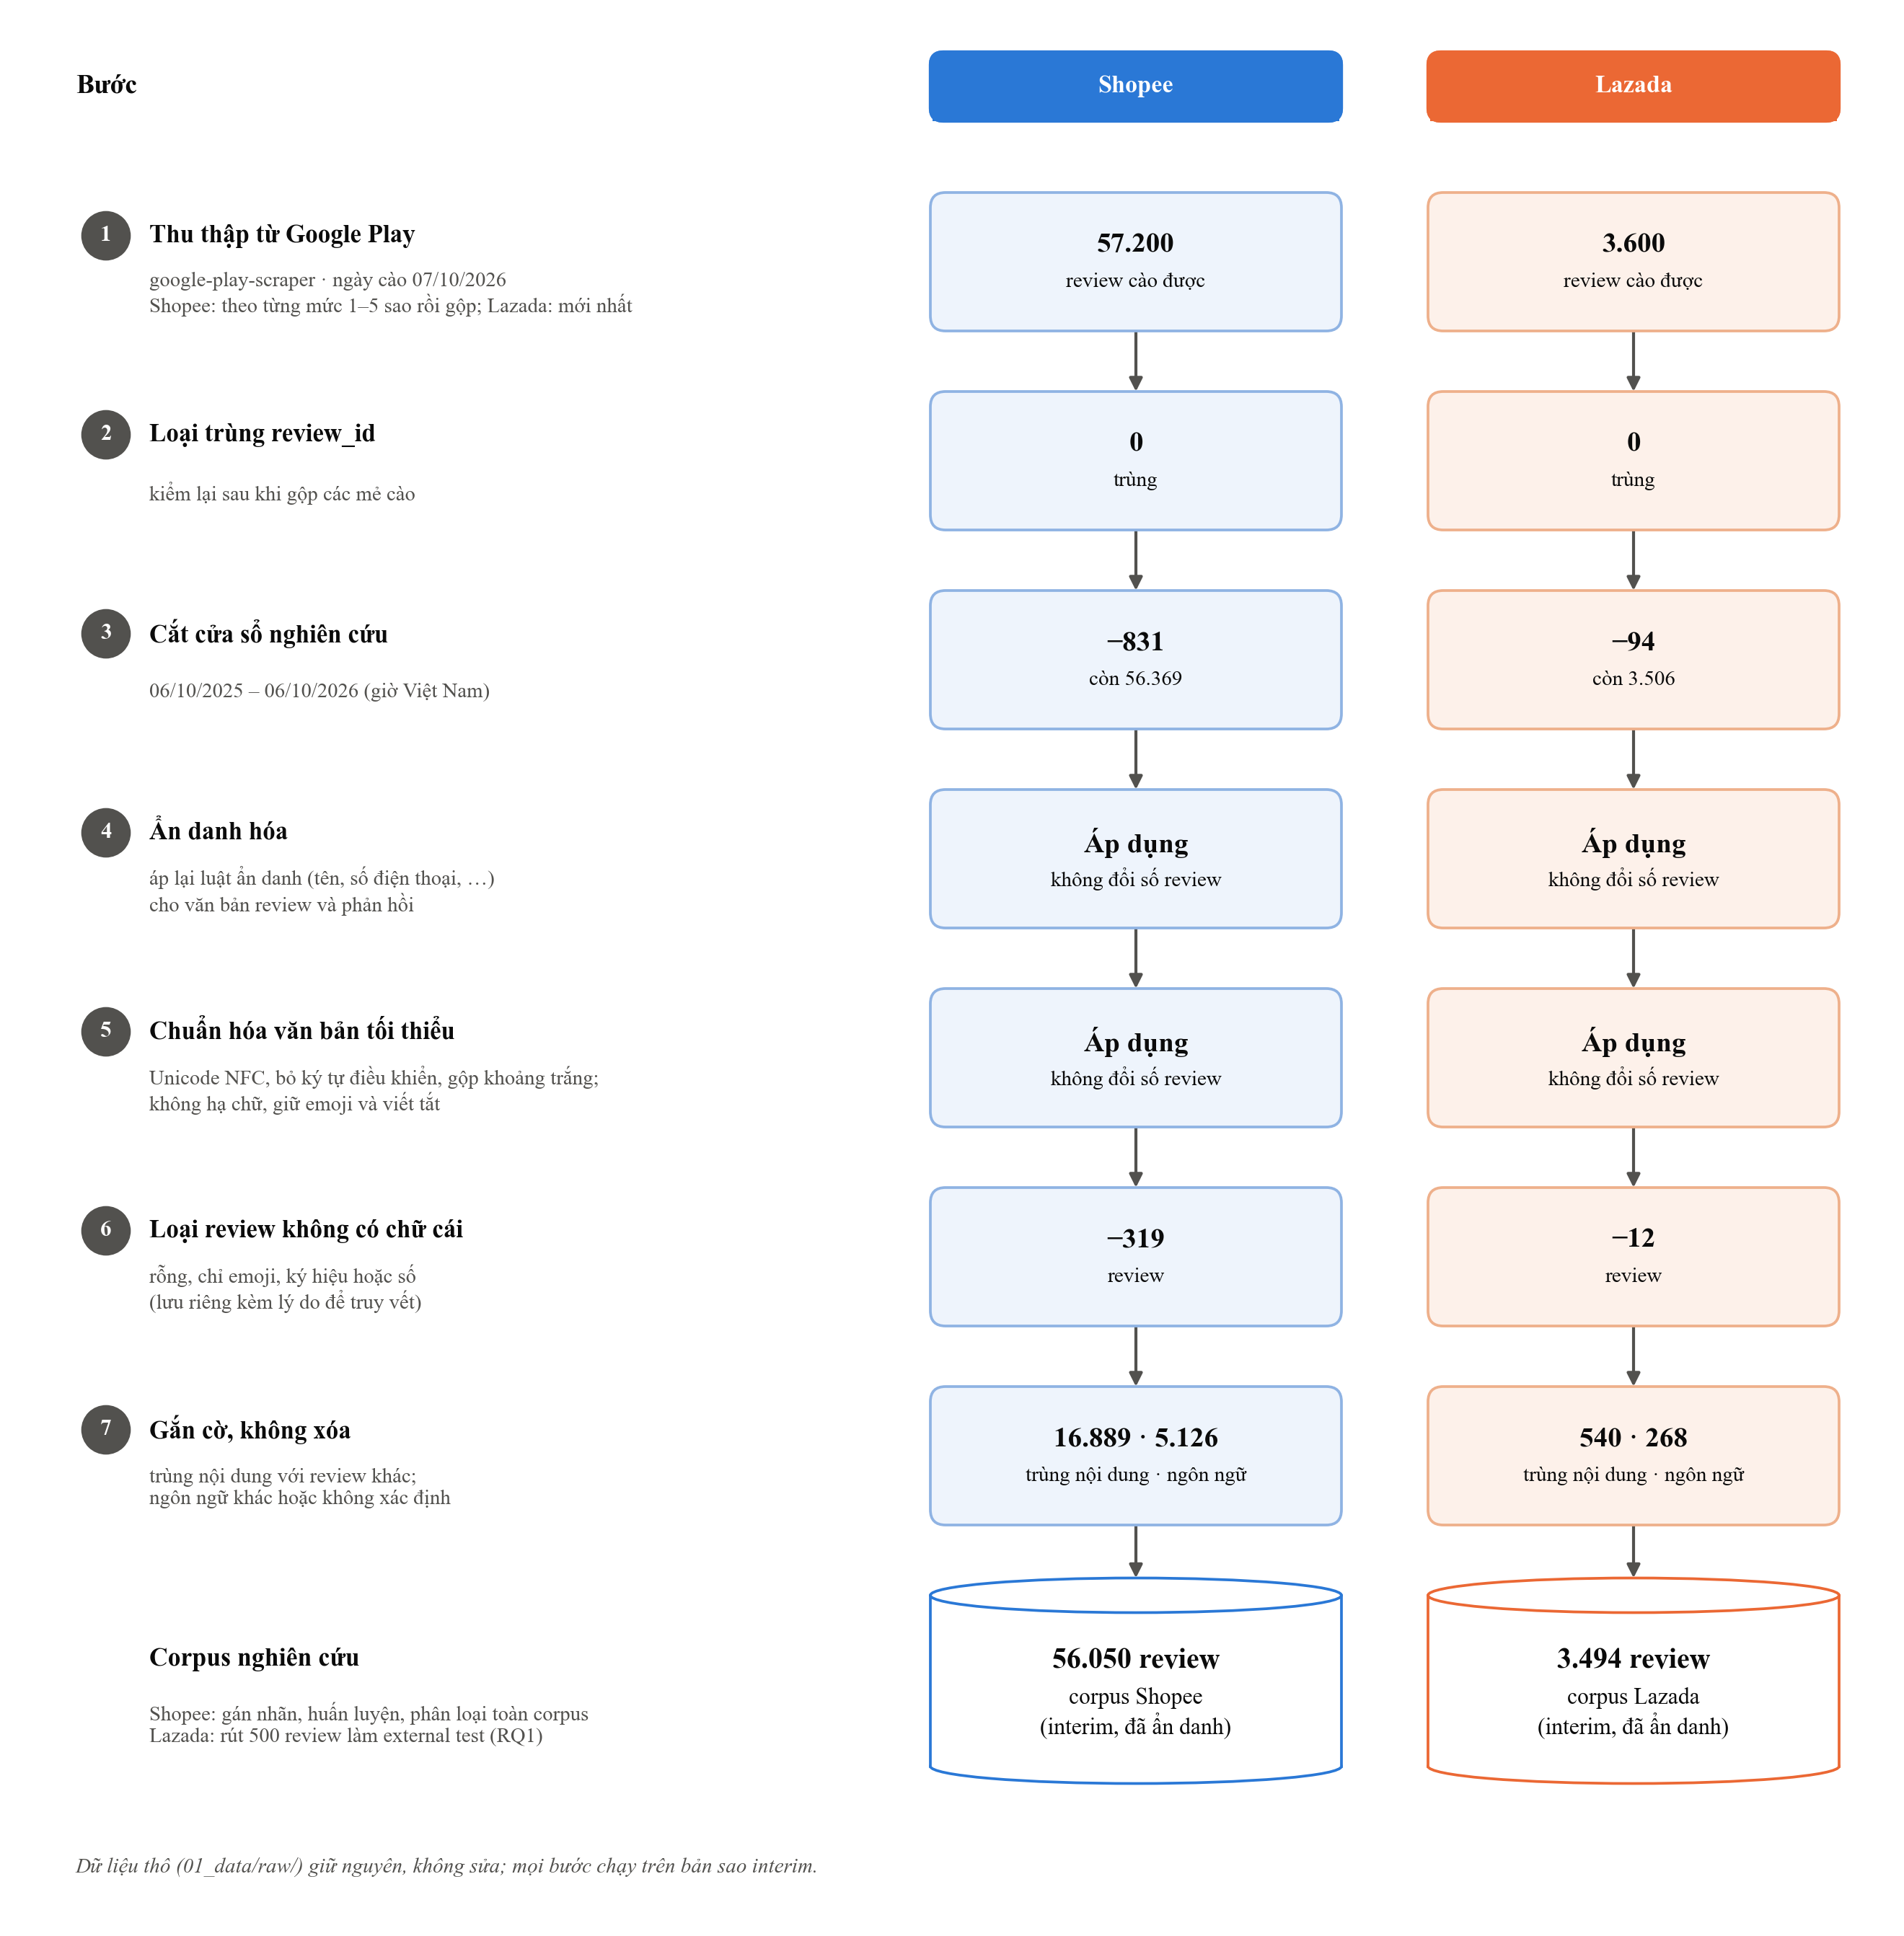 Bước
Shopee
Lazada
1
Thu thập từ Google Play
google-play-scraper · ngày cào 07/10/2026
Shopee: theo từng mức 1–5 sao rồi gộp; Lazada: mới nhất
57.200
review cào được
3.600
review cào được
2
Loại trùng review_id
kiểm lại sau khi gộp các mẻ cào
0
trùng
0
trùng
3
Cắt cửa sổ nghiên cứu
06/10/2025 – 06/10/2026 (giờ Việt Nam)
−831
còn 56.369
−94
còn 3.506
4
Ẩn danh hóa
áp lại luật ẩn danh (tên, số điện thoại, …)
cho văn bản review và phản hồi
Áp dụng
không đổi số review
Áp dụng
không đổi số review
5
Chuẩn hóa văn bản tối thiểu
Unicode NFC, bỏ ký tự điều khiển, gộp khoảng trắng;
không hạ chữ, giữ emoji và viết tắt
Áp dụng
không đổi số review
Áp dụng
không đổi số review
6
Loại review không có chữ cái
rỗng, chỉ emoji, ký hiệu hoặc số
(lưu riêng kèm lý do để truy vết)
−319
review
−12
review
7
Gắn cờ, không xóa
trùng nội dung với review khác;
ngôn ngữ khác hoặc không xác định
16.889 · 5.126
trùng nội dung · ngôn ngữ
540 · 268
trùng nội dung · ngôn ngữ
Corpus nghiên cứu
Shopee: gán nhãn, huấn luyện, phân loại toàn corpus
Lazada: rút 500 review làm external test (RQ1)
56.050 review
corpus Shopee
(interim, đã ẩn danh)
3.494 review
corpus Lazada
(interim, đã ẩn danh)
Dữ liệu thô (01_data/raw/) giữ nguyên, không sửa; mọi bước chạy trên bản sao interim.